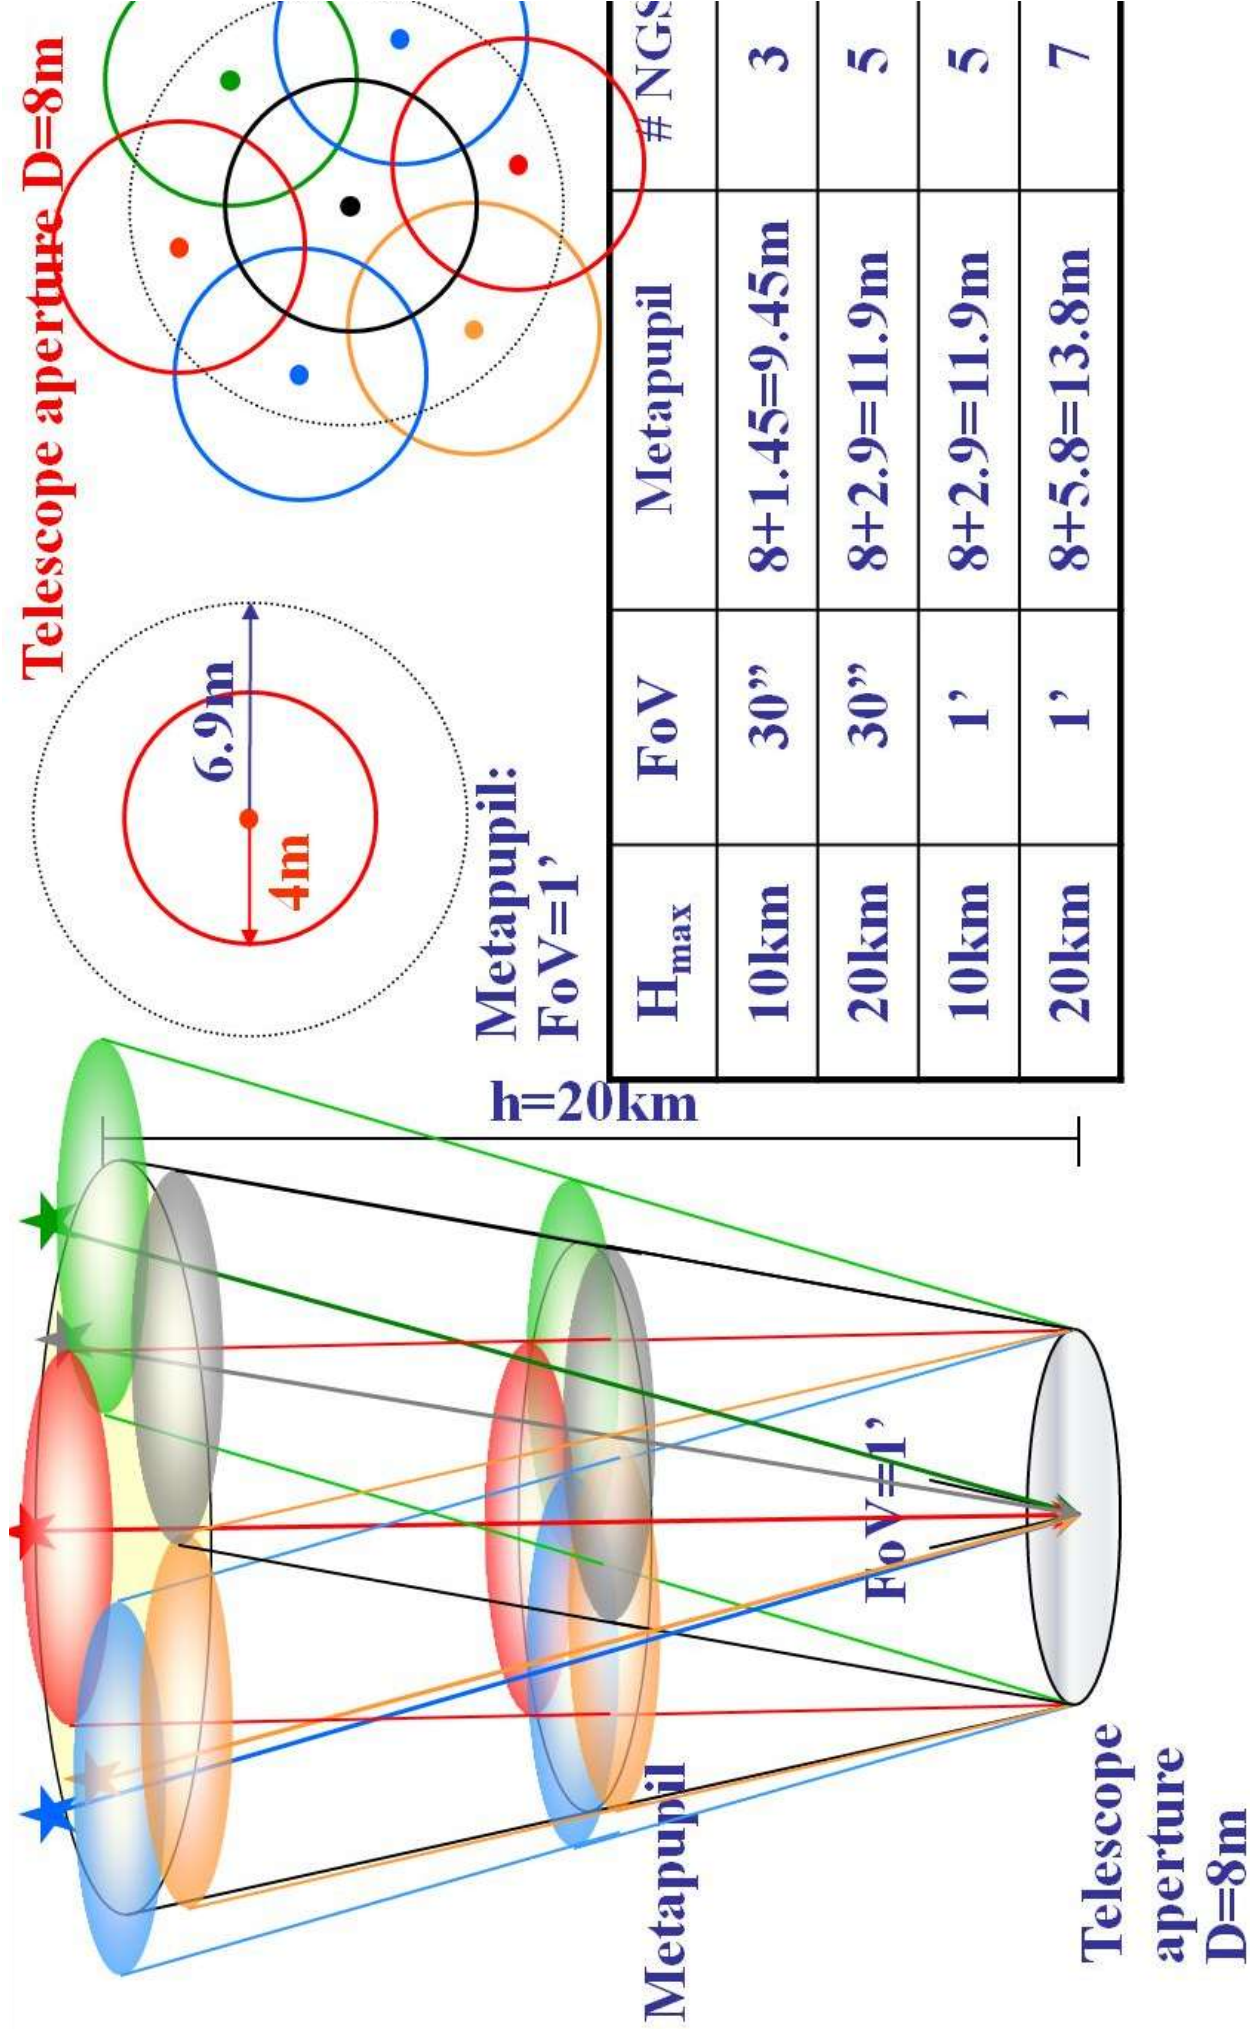 Telescope aperture D=8m
6.9m
4m
Metapupil:
FoV=1’
h=20km
Metapupil
FoV=1’
Telescope
aperture
D=8m
Hmax FoV Metapupil # NGS
10km 30” 8+1.45=9.45m 3
20km 30” 8+2.9=11.9m 5
10km 1’ 8+2.9=11.9m 5
20km 1’ 8+5.8=13.8m 7